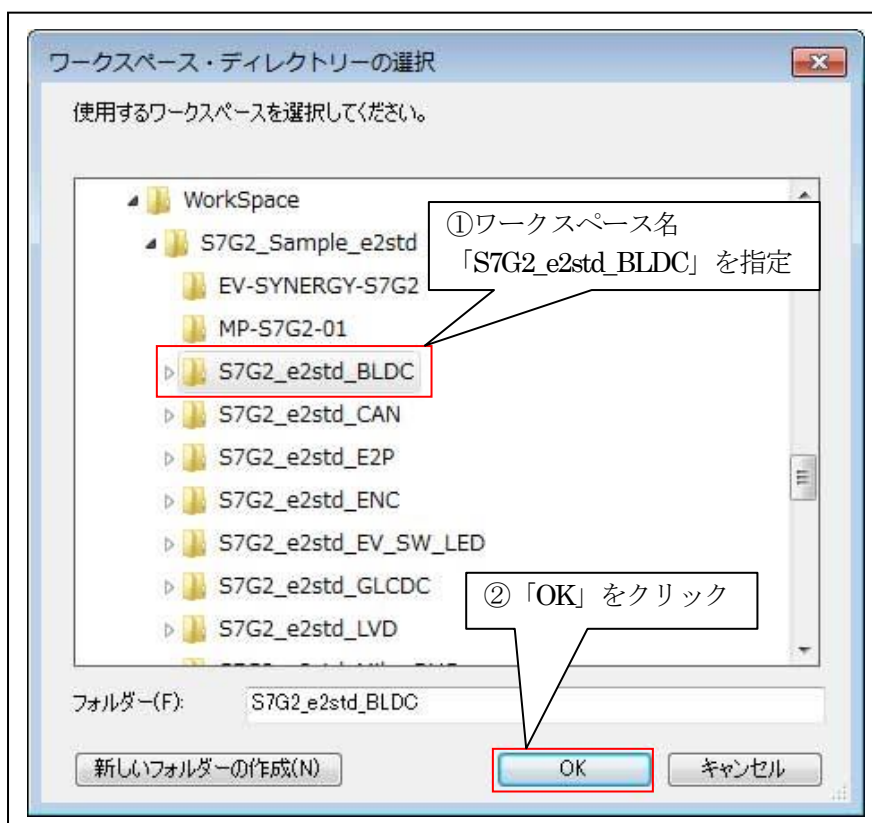 ワークスペース・ディレクトリーの選択
使用するワークスペースを選択してください。
WorkSpace
S7G2_Sample_e2std
①ワークスペース名
「S7G2_e2std_BLDC」を指定
EV-SYNERGY-S7G2
MP-S7G2-01
S7G2_e2std_BLDC
S7G2_e2std_CAN
S7G2_e2std_E2P
S7G2_e2std_ENC
S7G2_e2std_EV_SW_LED
S7G2_e2std_GLCDC
②「OK」をクリック
S7G2_e2std_LVD
フォルダー(F): S7G2_e2std_BLDC
新しいフォルダーの作成(N) OK キャンセル